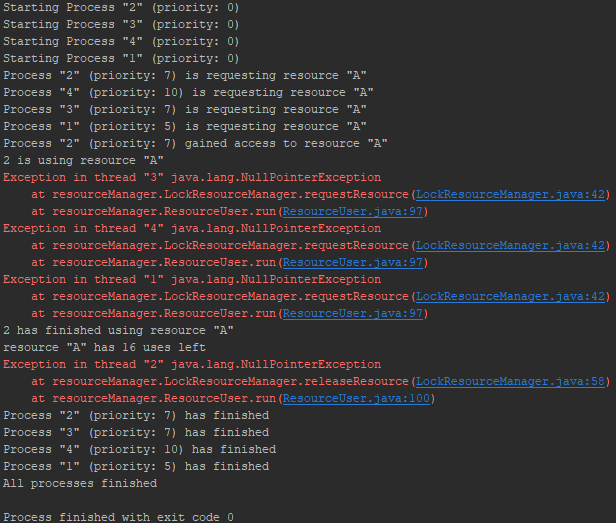 Starting Process "2" (priority: 0)
Starting Process "3" (priority: 0)
Starting Process "4" (priority: 0)
Starting Process "1" (priority: 0)
Process "2" (priority: 7) is requesting resource "A"
Process "4" (priority: 10) is requesting resource "A"
Process "3" (priority: 7) is requesting resource "A"
Process "1" (priority: 5) is requesting resource "A"
Process "2" (priority: 7) gained access to resource "A"
2 is using resource "A"
Exception in thread "3" java.lang.NullPointerException
    at resourceManager.LockResourceManager.requestResource(LockResourceManager.java:42)
    at resourceManager.ResourceUser.run(ResourceUser.java:97)
Exception in thread "4" java.lang.NullPointerException
    at resourceManager.LockResourceManager.requestResource(LockResourceManager.java:42)
    at resourceManager.ResourceUser.run(ResourceUser.java:97)
Exception in thread "1" java.lang.NullPointerException
    at resourceManager.LockResourceManager.requestResource(LockResourceManager.java:42)
    at resourceManager.ResourceUser.run(ResourceUser.java:97)
2 has finished using resource "A"
resource "A" has 16 uses left
Exception in thread "2" java.lang.NullPointerException
    at resourceManager.LockResourceManager.releaseResource(LockResourceManager.java:58)
    at resourceManager.ResourceUser.run(ResourceUser.java:100)
Process "2" (priority: 7) has finished
Process "3" (priority: 7) has finished
Process "4" (priority: 10) has finished
Process "1" (priority: 5) has finished
All processes finished

Process finished with exit code 0